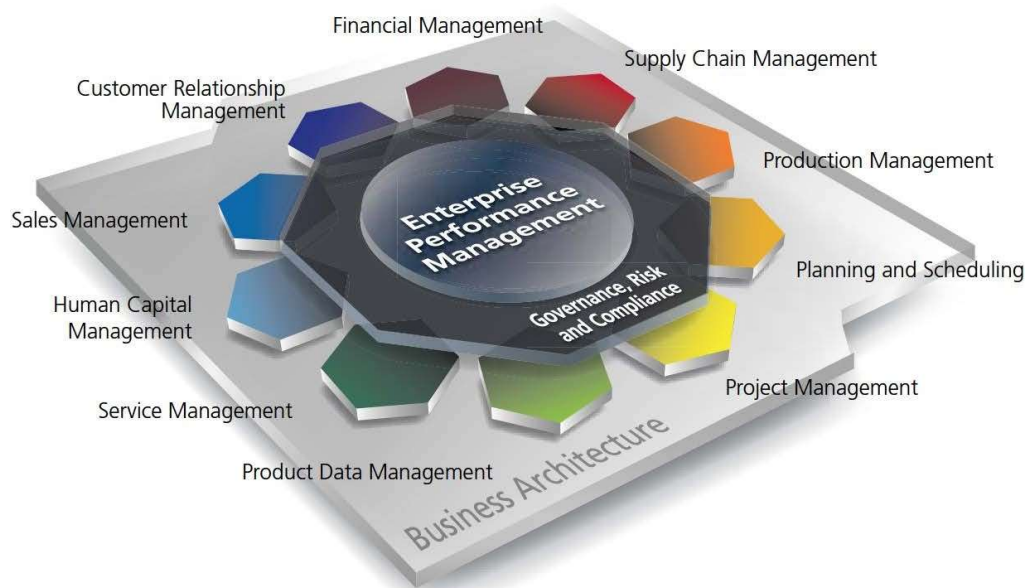 Financial Management
Supply Chain Management
Customer Relationship
Management
Production Management
Sales Management
Enterprise
Performance
Management
Planning and Scheduling
Governance, Risk
and Compliance
Human Capital
Management
Project Management
Service Management
Product Data Management
Business Architecture